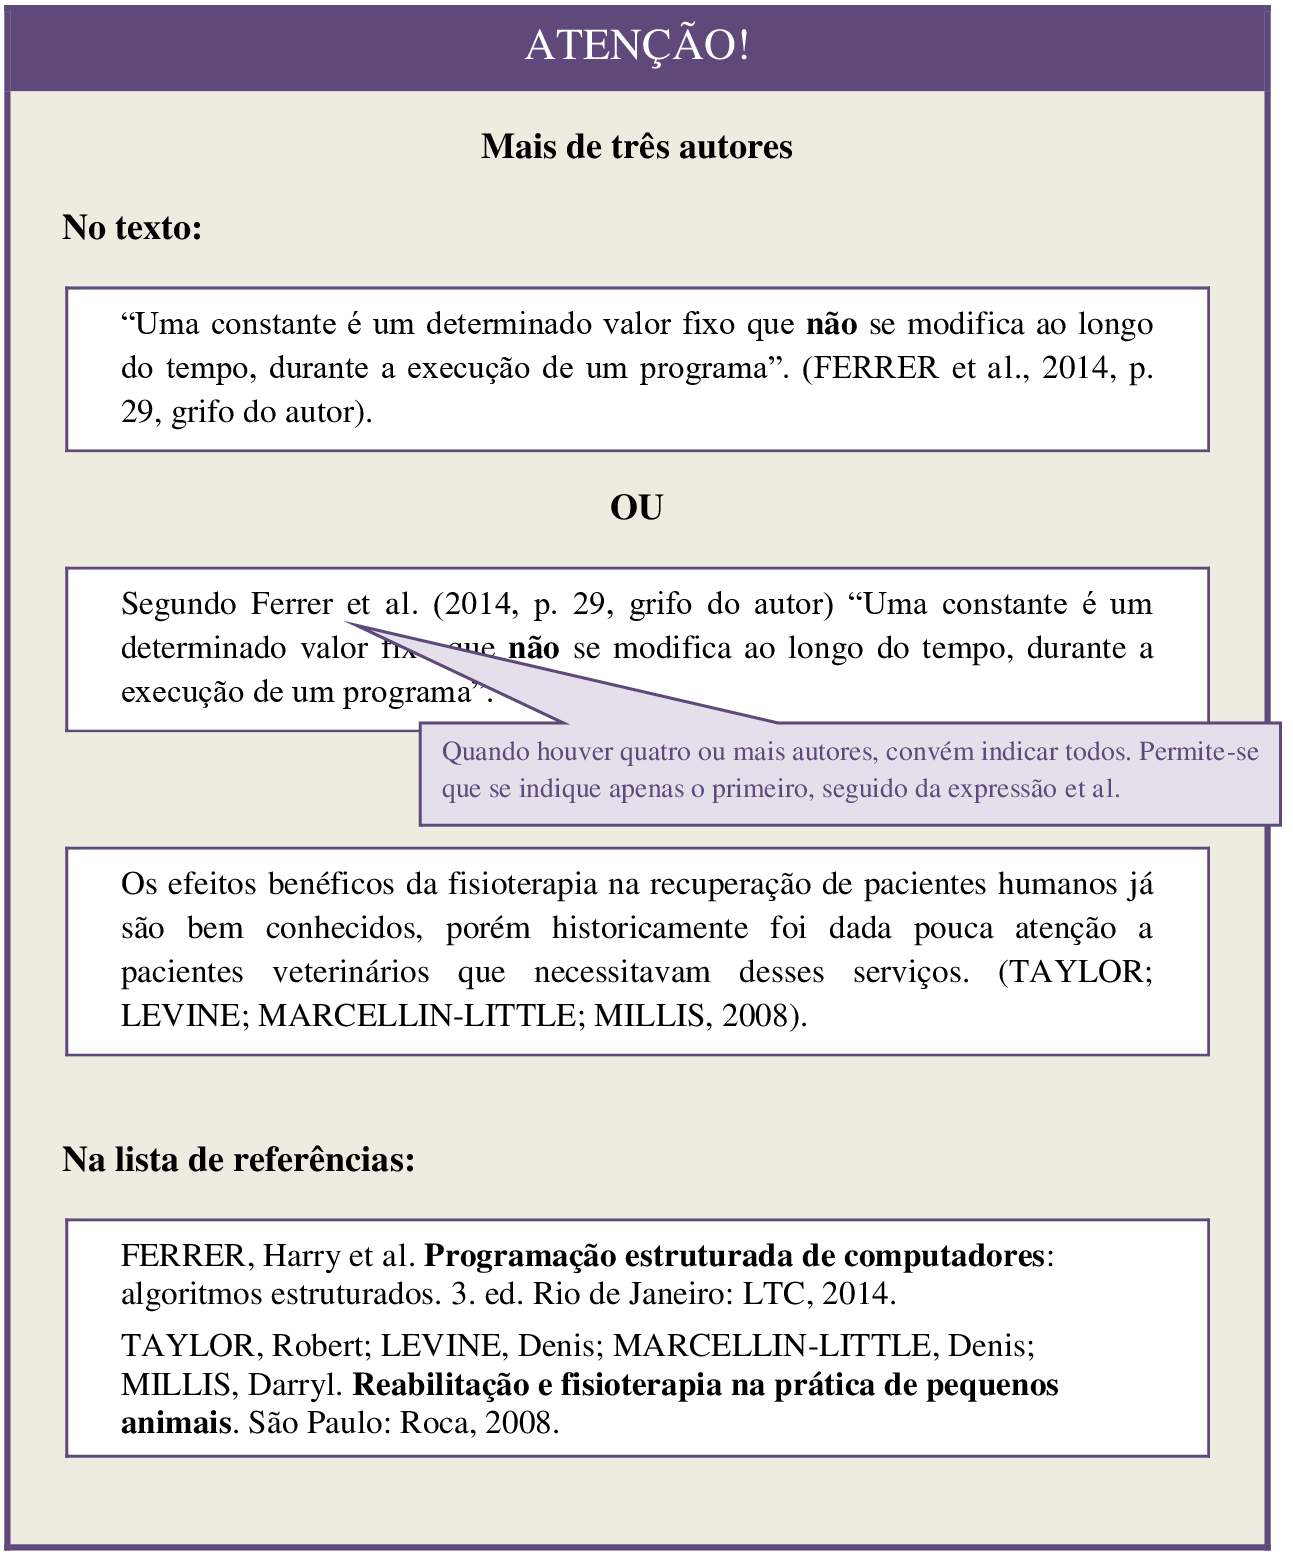 ATENÇÃO!
Mais de três autores
No texto:
“Uma constante é um determinado valor fixo que não se modifica ao longo
do tempo, durante a execução de um programa”. (FERRER et al., 2014, p.
29, grifo do autor).
OU
Segundo Ferrer et al. (2014, p. 29, grifo do autor) “Uma constante é um
determinado valor que não se modifica ao longo do tempo, durante a
execução de um programa”.
Quando houver quatro ou mais autores, convém indicar todos. Permite-se
que se indique apenas o primeiro, seguido da expressão et al.
Os efeitos benéficos da fisioterapia na recuperação de pacientes humanos já
são bem conhecidos, porém historicamente foi dada pouca atenção a
pacientes veterinários que necessitavam desses serviços. (TAYLOR;
LEVINE; MARCELLIN-LITTLE; MILLIS, 2008).
Na lista de referências:
FERRER, Harry et al. Programação estruturada de computadores:
algoritmos estruturados. 3. ed. Rio de Janeiro: LTC, 2014.
TAYLOR, Robert; LEVINE, Denis; MARCELLIN-LITTLE, Denis;
MILLIS, Darryl. Reabilitação e fisioterapia na prática de pequenos
animais. São Paulo: Roca, 2008.